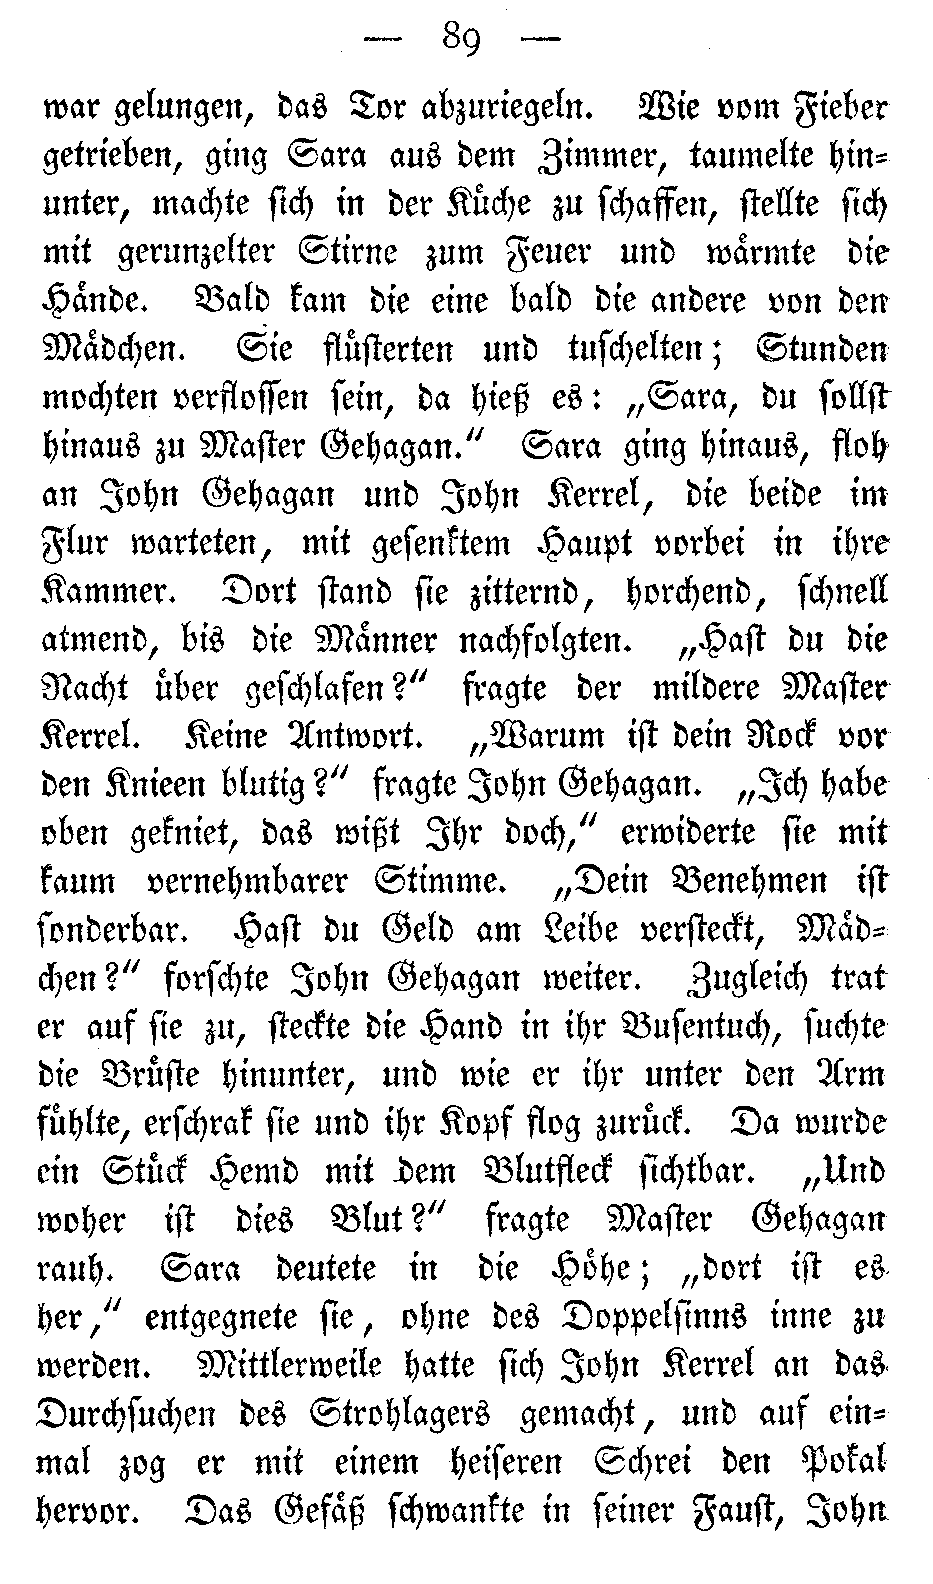 — 89 —
war gelungen, das Tor abzuriegeln. Wie vom Fieber
getrieben, ging Sara aus dem Zimmer, taumelte hin=
unter, machte sich in der Küche zu schaffen, stellte sich
mit gerunzelter Stirne zum Feuer und wärmte die
Hände. Bald kam die eine bald die andere von den
Mädchen. Sie flüsterten und tuschelten; Stunden
mochten verflossen sein, da hieß es: „Sara, du sollst
hinaus zu Master Gehagan.“ Sara ging hinaus, floh
an John Gehagan und John Kerrel, die beide im
Flur warteten, mit gesenktem Haupt vorbei in ihre
Kammer. Dort stand sie zitternd, horchend, schnell
atmend, bis die Männer nachfolgten. „Hast du die
Nacht über geschlafen?“ fragte der mildere Master
Kerrel. Keine Antwort. „Warum ist dein Rock vor
den Knieen blutig?“ fragte John Gehagan. „Ich habe
oben gekniet, das wißt Ihr doch,“ erwiderte sie mit
kaum vernehmbarer Stimme. „Dein Benehmen ist
sonderbar. Hast du Geld am Leibe versteckt, Mäd=
chen?“ forschte John Gehagan weiter. Zugleich trat
er auf sie zu, steckte die Hand in ihr Busentuch, suchte
die Brüste hinunter, und wie er ihr unter den Arm
fühlte, erschrak sie und ihr Kopf flog zurück. Da wurde
ein Stück Hemd mit dem Blutfleck sichtbar. „Und
woher ist dies Blut?“ fragte Master Gehagan
rauh. Sara deutete in die Höhe; „dort ist es
her,“ entgegnete sie, ohne des Doppelsinns inne zu
werden. Mittlerweile hatte sich John Kerrel an das
Durchsuchen des Strohlagers gemacht, und auf ein=
mal zog er mit einem heiseren Schrei den Pokal
hervor. Das Gefäß schwankte in seiner Faust, John